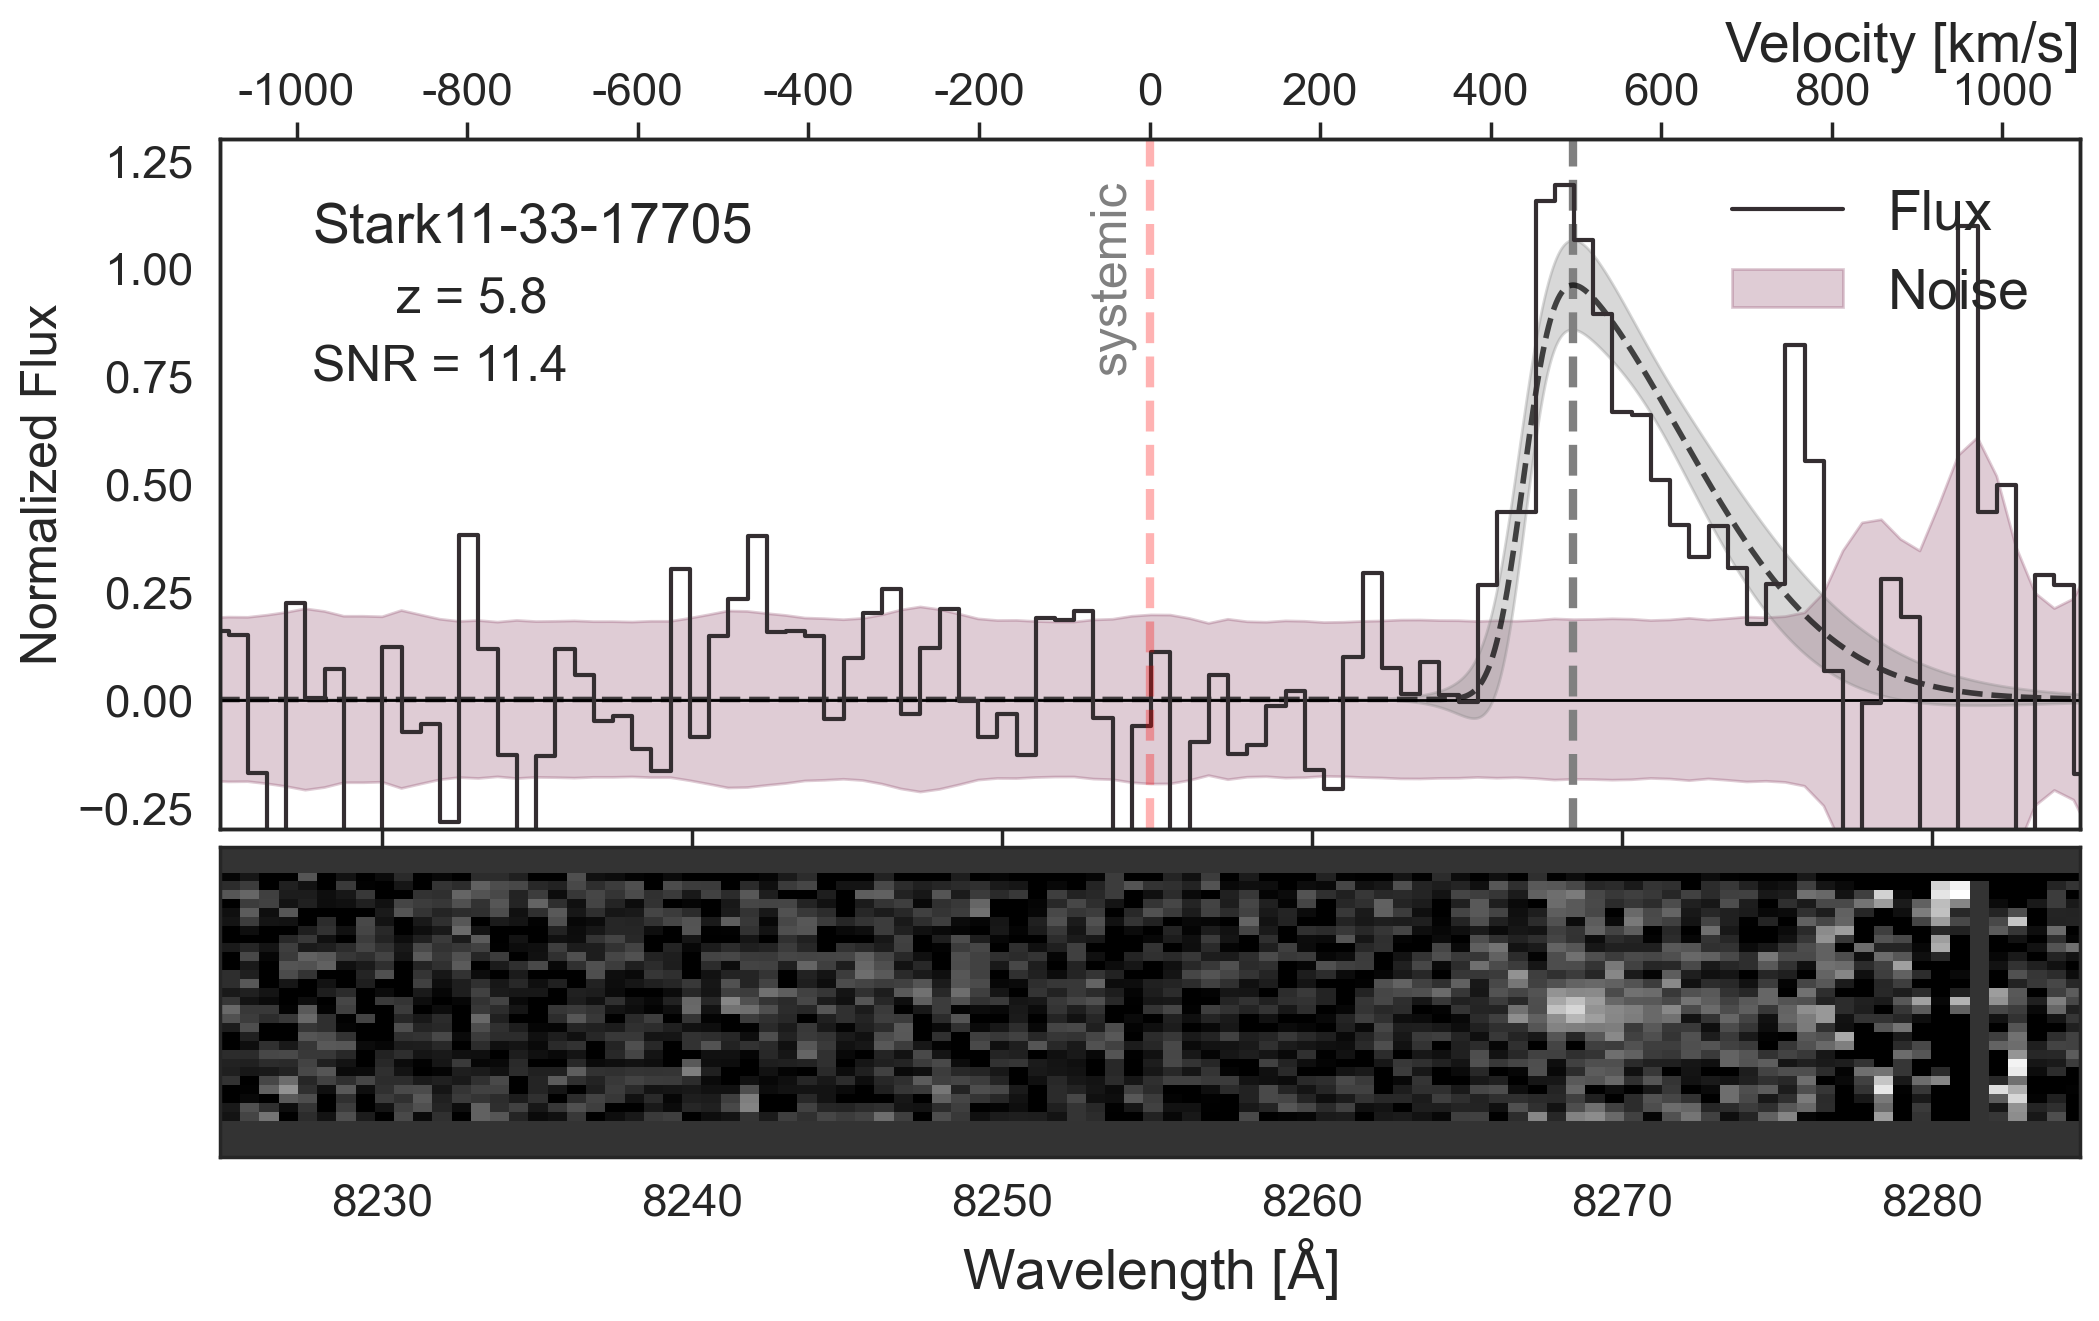 Velocity [km/s]
-1000 -800 -600 -400 -200 0 200 400 600 800 1000
1.25
1.00
0.75
0.50
0.25
0.00
−0.25
Normalized Flux
Stark11-33-17705
z = 5.8
SNR = 11.4
systemic
Flux
Noise
8230 8240 8250 8260 8270 8280
Wavelength [Å]